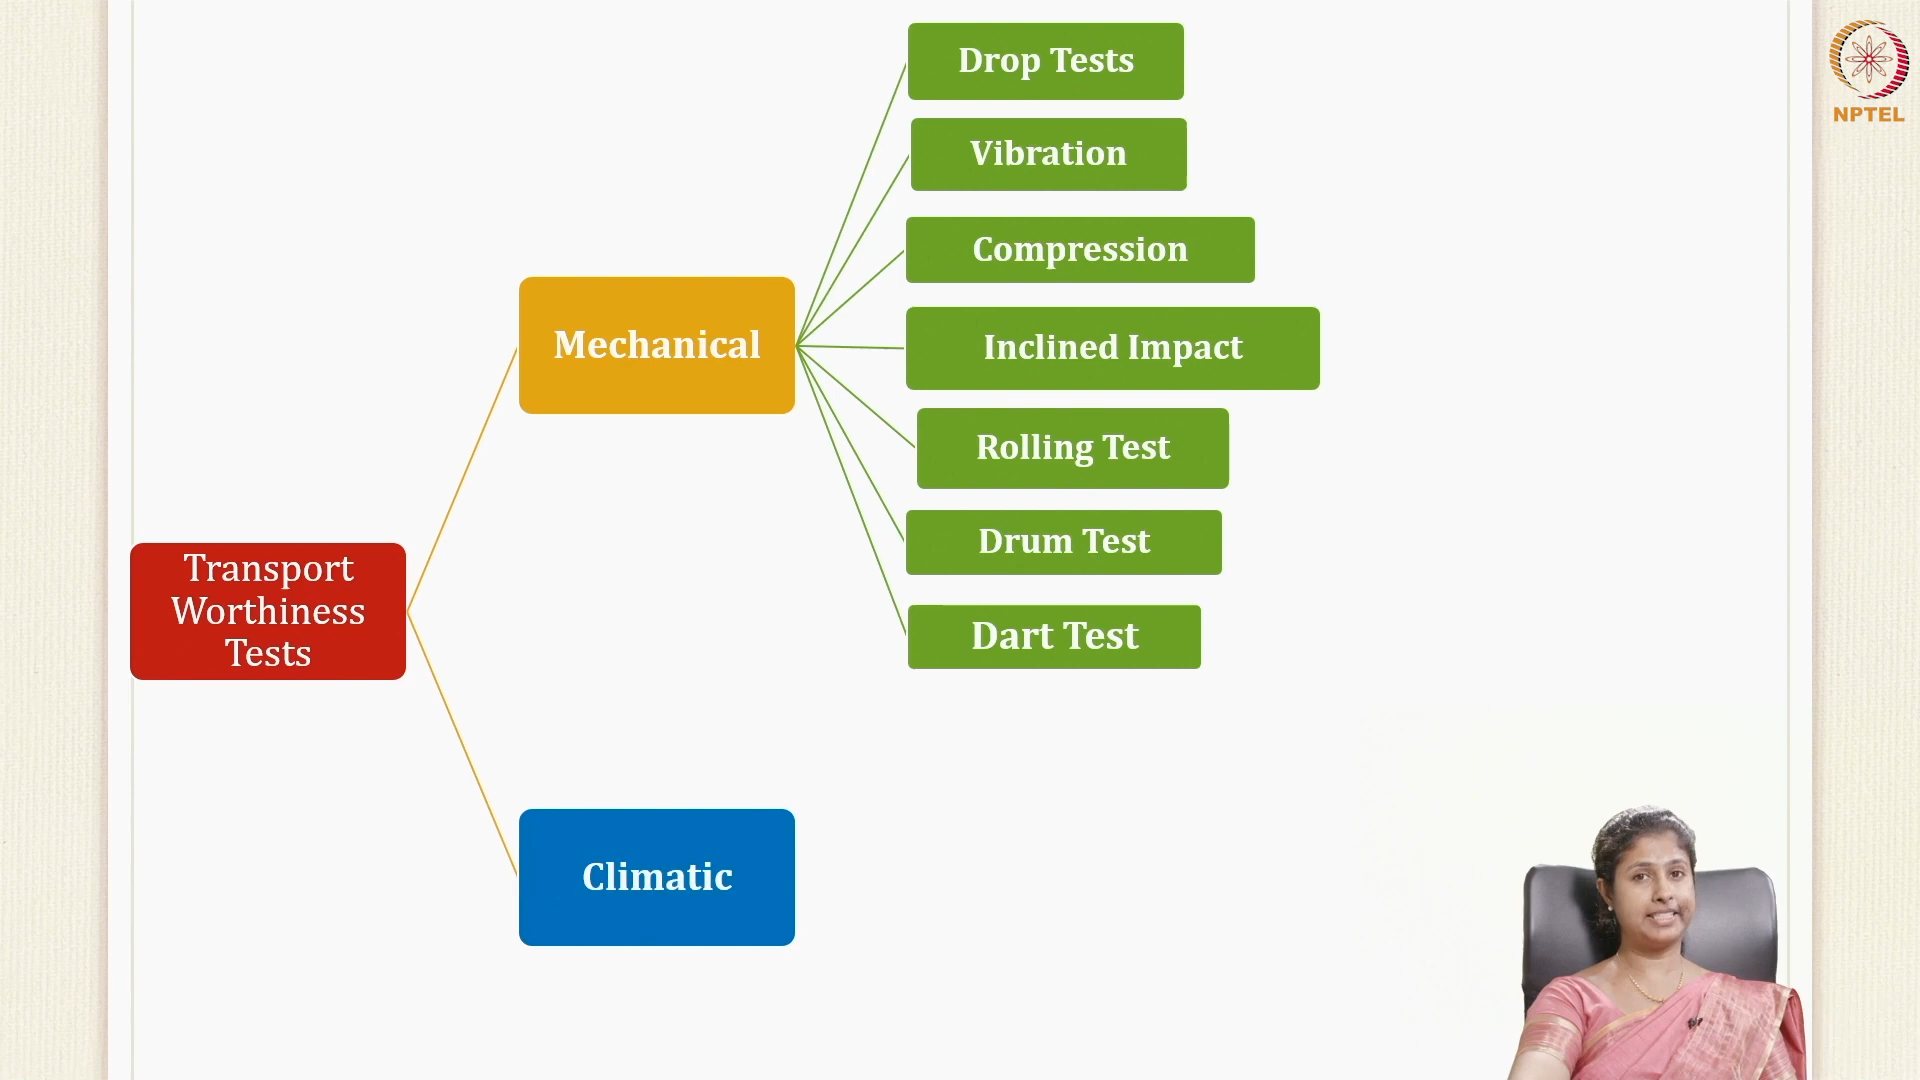 Drop Tests
Vibration
Compression
Mechanical
Inclined Impact
Rolling Test
Drum Test
Transport
Worthiness
Tests
Dart Test
Climatic
NPTEL